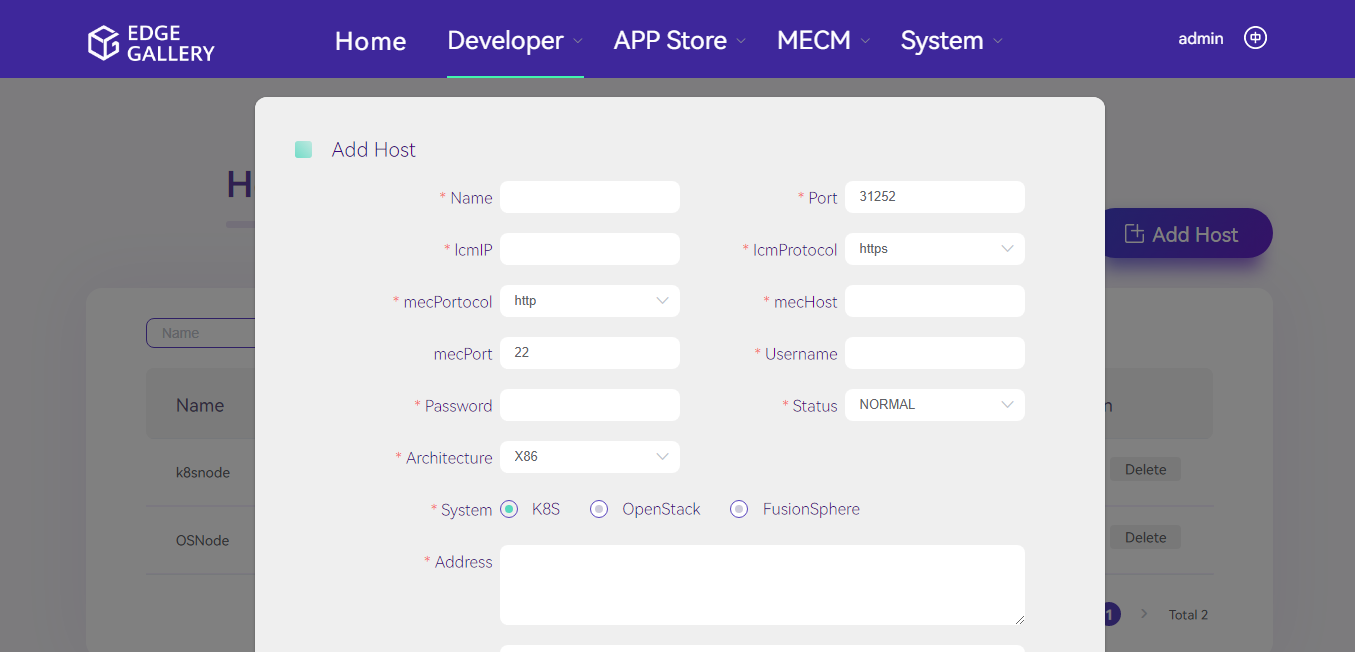 EDGE
GALLERY
Home
Developer
APP Store
MECM
System
admin
中
Add Host
Add Host
* Name
* Port
31252
* lcmIP
* lcmProtocol
https
* mecPortocol
http
* mecHost
mecPort
22
* Username
* Password
* Status
NORMAL
* Architecture
X86
* System
K8S
OpenStack
FusionSphere
* Address
Name
Name
k8snode
Delete
OSNode
Delete
1
Total 2